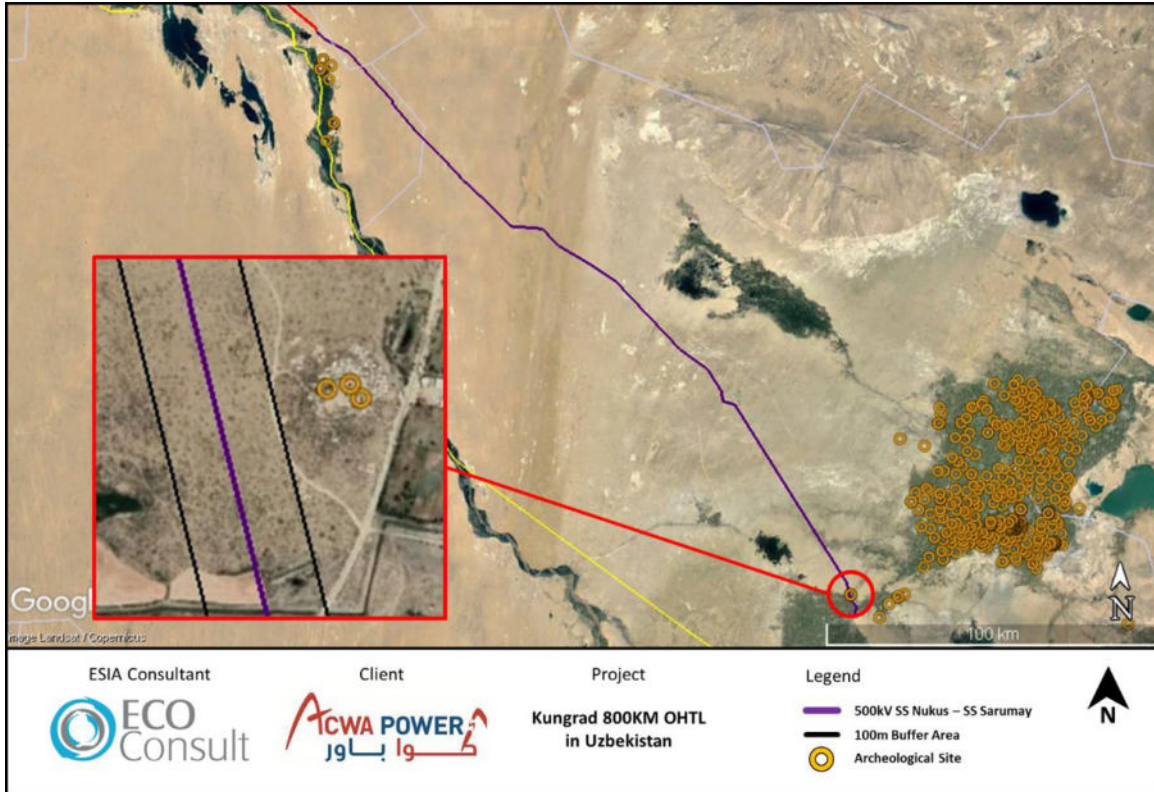 Googl
Image Landsat / Copernicus
N
100 km
ESIA Consultant
ECO
Consult
Client
ACWA POWER
أكوا باور
Project
Kungrad 800KM OHTL
in Uzbekistan
Legend
500kV SS Nukus – SS Sarumay
100m Buffer Area
Archeological Site
N